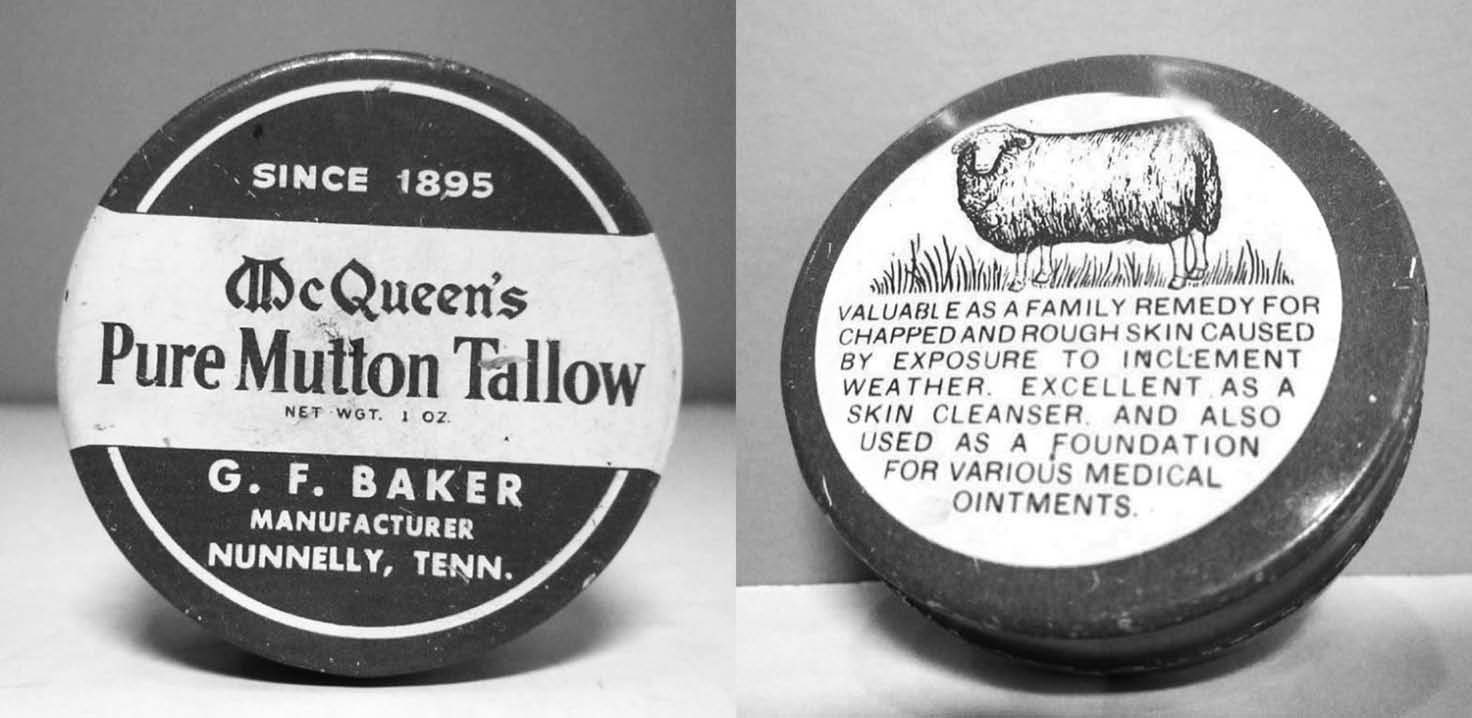 SINCE 1895
McQueen's
Pure Mutton Tallow
NET WGT. 1 OZ.
G. F. BAKER
MANUFACTURER
NUNNELLY, TENN.
VALUABLE AS A FAMILY REMEDY FOR
CHAPPED AND ROUGH SKIN CAUSED
BY EXPOSURE TO INCLEMENT
WEATHER. EXCELLENT AS A
SKIN CLEANSER. AND ALSO
USED AS A FOUNDATION
FOR VARIOUS MEDICAL
OINTMENTS.